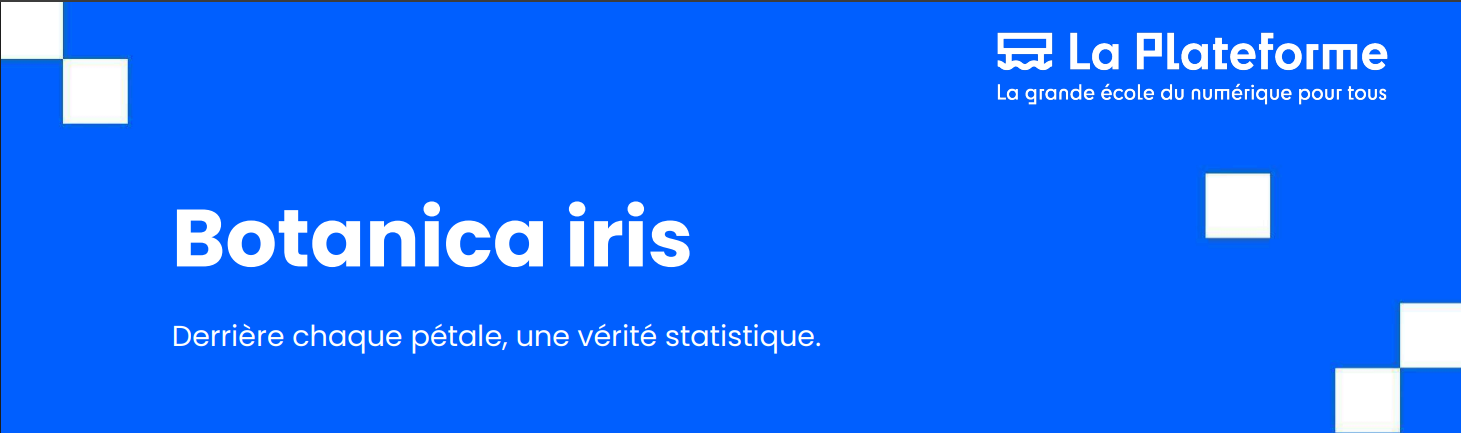 La Plateforme
La grande école du numérique pour tous
Botanica iris
Derrière chaque pétale, une vérité statistique.